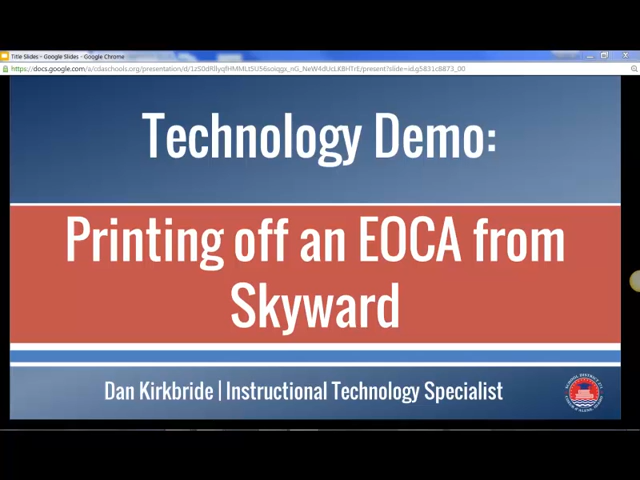 Title Slides - Google Slides - Google Chrome
Technology Demo:
Printing off an EOCA from
Skyward
Dan Kirkbride | Instructional Technology Specialist